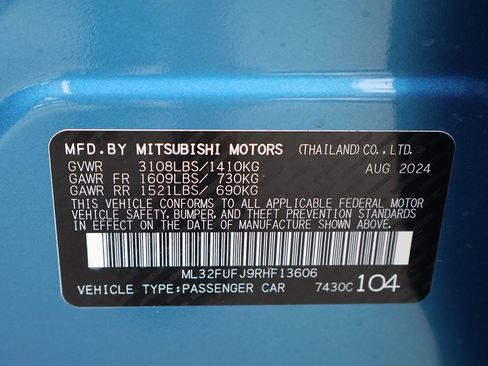 MFD.BY MITSUBISHI MOTORS (THAILAND)CO.,LTD.
GVWR 3108LBS/1410KG AUG 2024
GAWR FR 1609LBS/ 730KG
GAWR RR 1521LBS/ 690KG
THIS VEHICLE CONFORMS TO ALL APPLICABLE FEDERAL MOTOR
VEHICLE SAFETY, BUMPER, AND THEFT PREVENTION STANDARDS
IN EFFECT ON THE DATE OF MANUFACTURE SHOWN ABOVE.
ML32FUFJ9RHF13606
VEHICLE TYPE:PASSENGER CAR 7430C 104